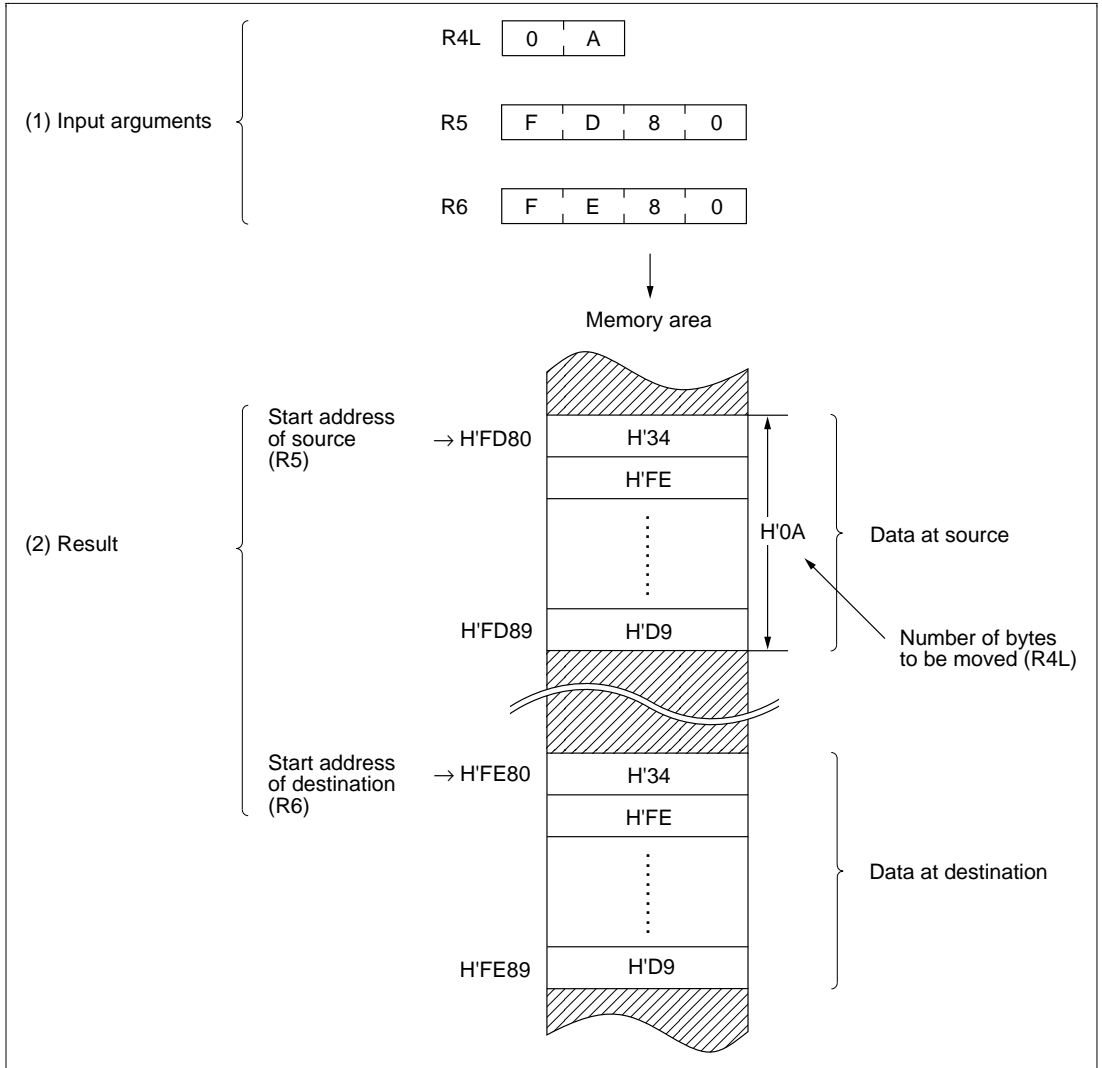 R4L 0 A
(1) Input arguments
R5 F D 8 0
R6 F E 8 0
Memory area
Start address
of source
(R5)
→ H'FD80
H'34
H'FE
(2) Result
H'0A
Data at source
H'FD89
H'D9
Number of bytes
to be moved (R4L)
Start address
of destination
(R6)
→ H'FE80
H'34
H'FE
Data at destination
H'FE89
H'D9